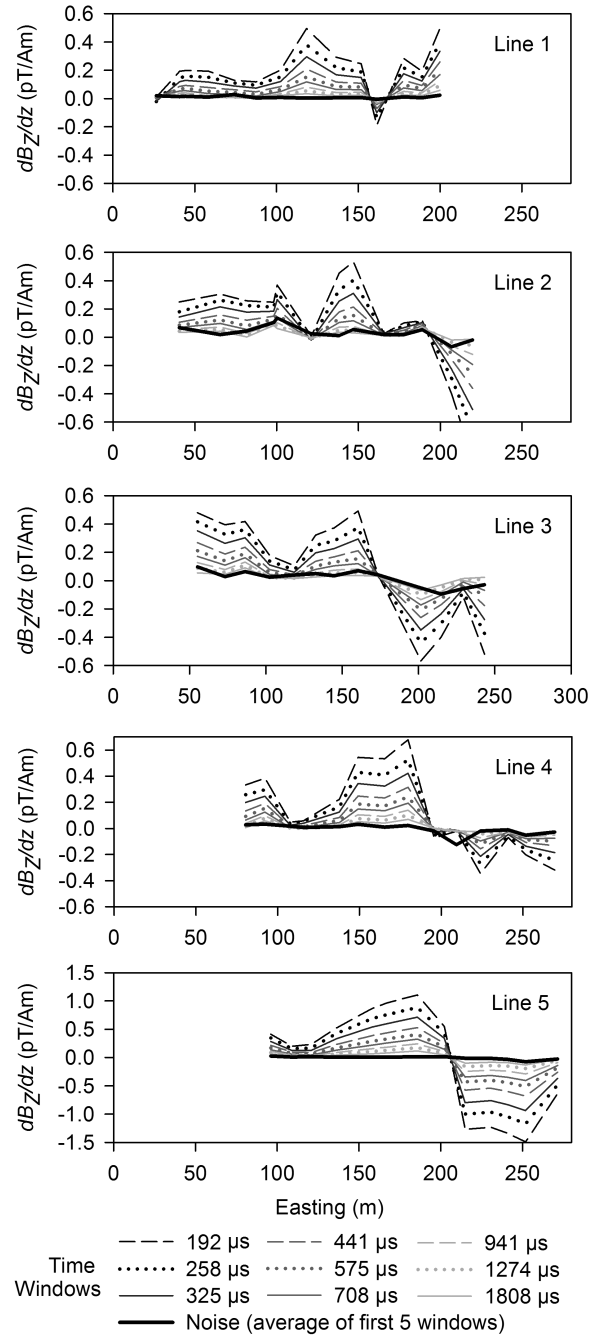 0.6
0.4
0.2
0.0
-0.2
-0.4
-0.6
dBZ/dz (pT/Am)
Line 1
0 50 100 150 200 250
0.6
0.4
0.2
0.0
-0.2
-0.4
-0.6
dBZ/dz (pT/Am)
Line 2
0 50 100 150 200 250
0.6
0.4
0.2
0.0
-0.2
-0.4
-0.6
dBZ/dz (pT/Am)
Line 3
0 50 100 150 200 250 300
0.6
0.4
0.2
0.0
-0.2
-0.4
-0.6
dBZ/dz (pT/Am)
Line 4
0 50 100 150 200 250
1.5
1.0
0.5
0.0
-0.5
-1.0
-1.5
dBZ/dz (pT/Am)
Line 5
0 50 100 150 200 250
Easting (m)
Time Windows
192 µs 441 µs 941 µs
258 µs 575 µs 1274 µs
325 µs 708 µs 1808 µs
Noise (average of first 5 windows)